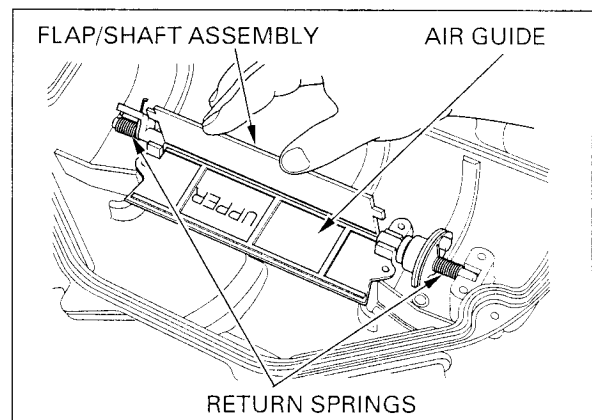 FLAP/SHAFT ASSEMBLY
AIR GUIDE
UPPER
RETURN SPRINGS